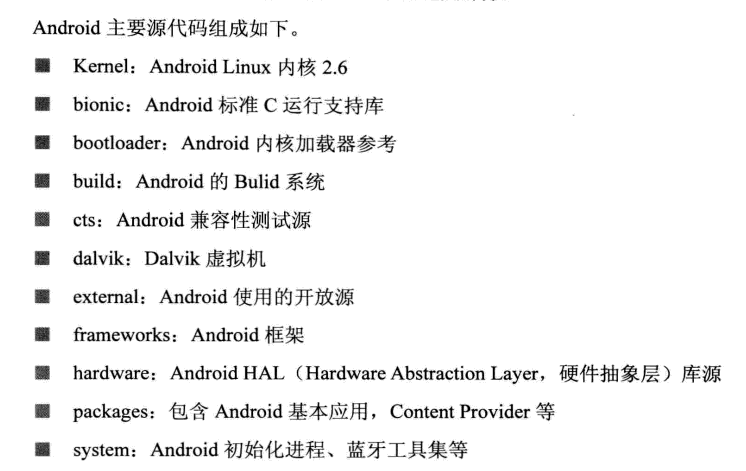 Android 主要源代码组成如下。
Kernel：Android Linux 内核 2.6
bionic：Android 标准 C 运行支持库
bootloader：Android 内核加载器参考
build：Android 的 Bulid 系统
cts：Android 兼容性测试源
dalvik：Dalvik 虚拟机
external：Android 使用的开放源
frameworks：Android 框架
hardware：Android HAL（Hardware Abstraction Layer，硬件抽象层）库源
packages：包含 Android 基本应用，Content Provider 等
system：Android 初始化进程、蓝牙工具集等